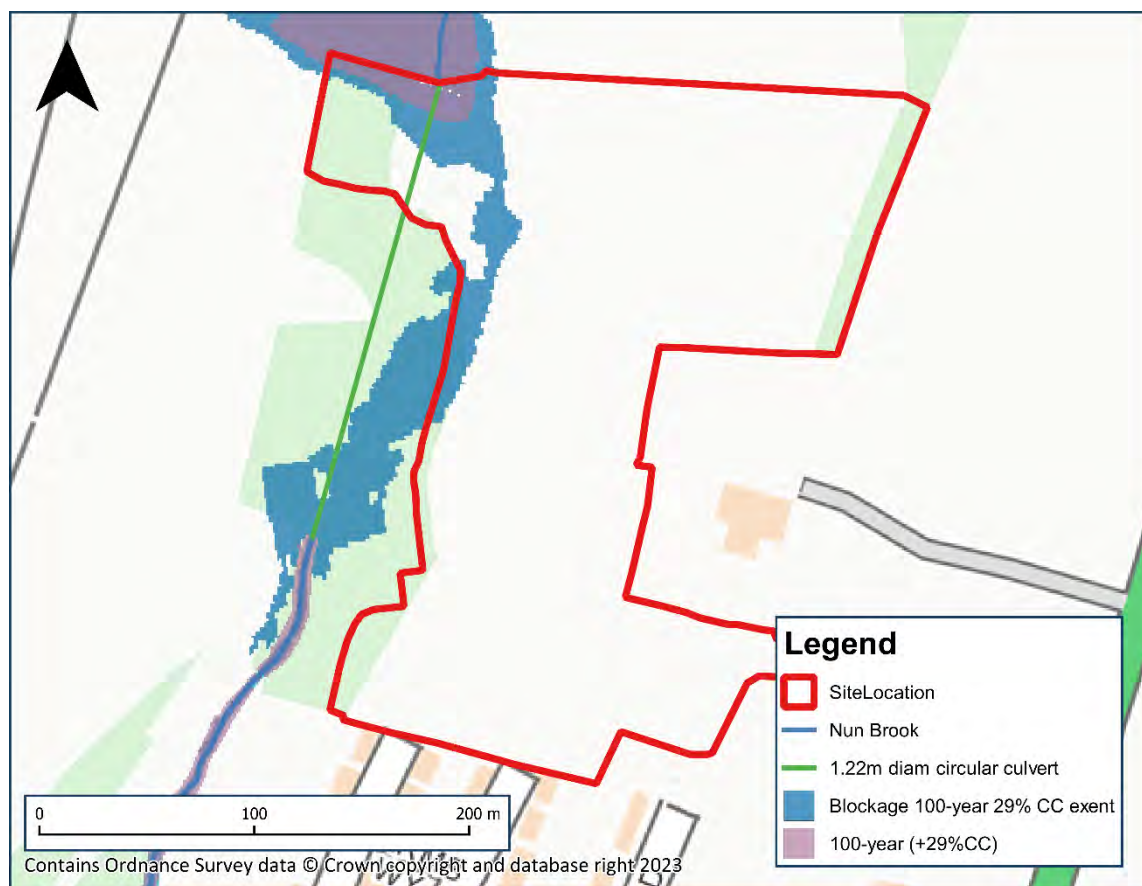 Legend
SiteLocation
Nun Brook
1.22m diam circular culvert
Blockage 100-year 29% CC exent
100-year (+29%CC)
0 100 200 m
Contains Ordnance Survey data © Crown copyright and database right 2023